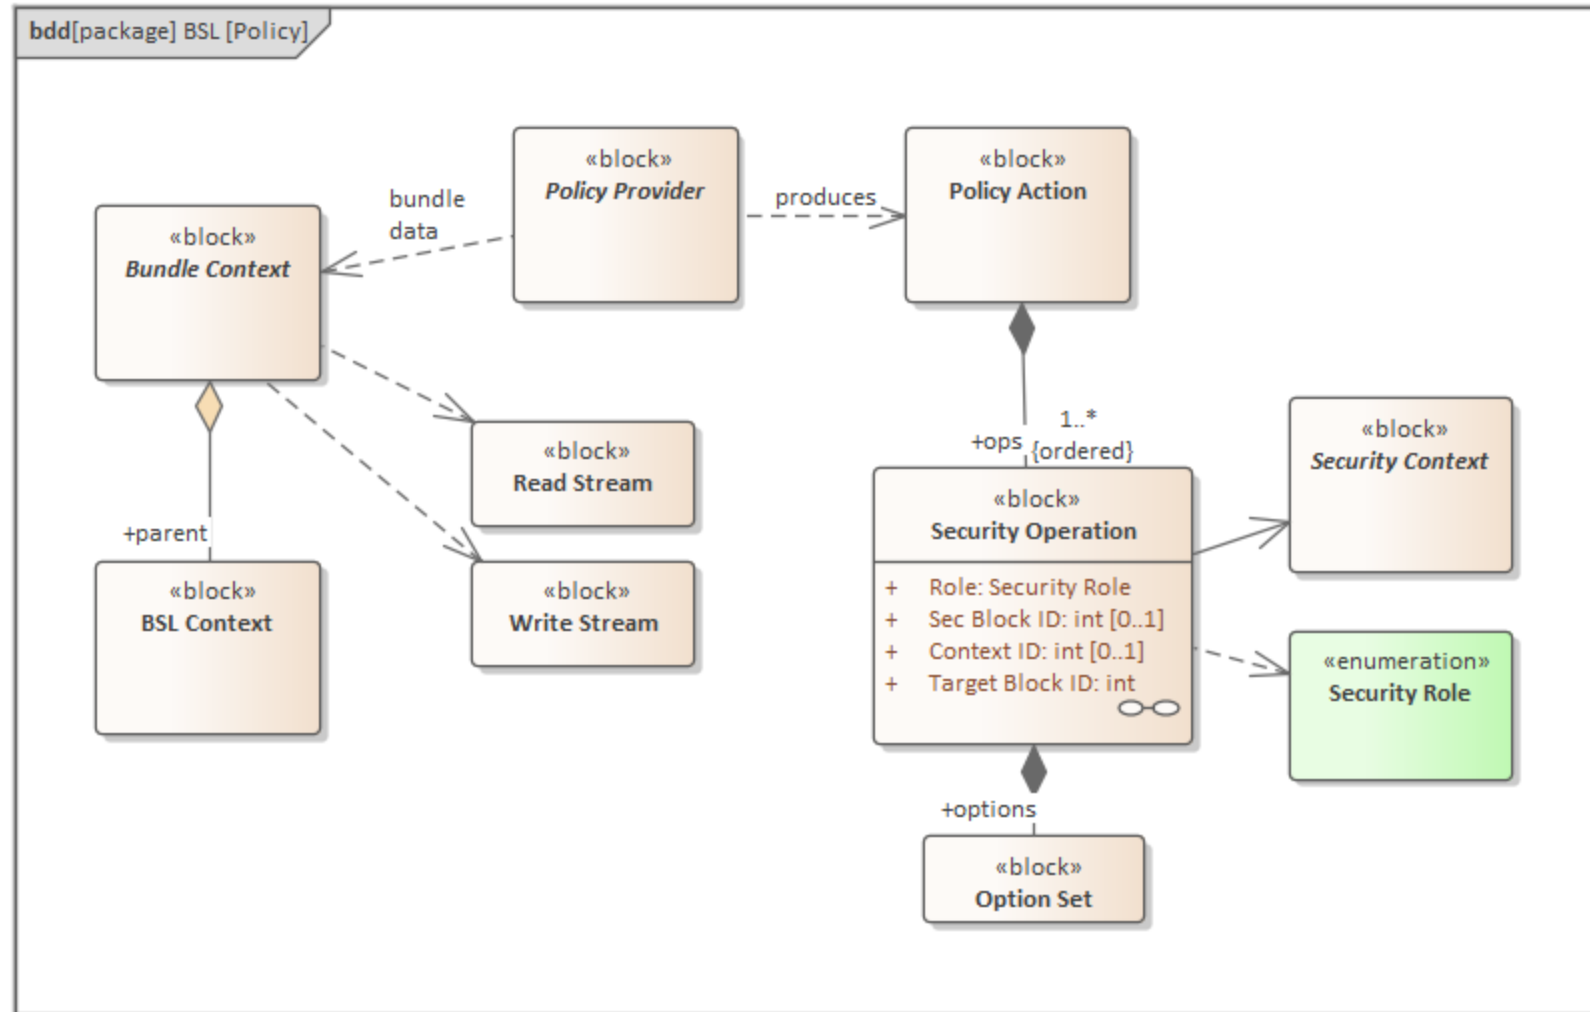 bdd[package] BSL [Policy]
«block»
Policy Provider
«block»
Policy Action
bundle
data
produces
«block»
Bundle Context
«block»
Read Stream
1..*
+ops
{ordered}
«block»
Security Context
+parent
«block»
Security Operation
«block»
BSL Context
«block»
Write Stream
+ Role: Security Role
+ Sec Block ID: int [0..1]
+ Context ID: int [0..1]
+ Target Block ID: int
«enumeration»
Security Role
+options
«block»
Option Set